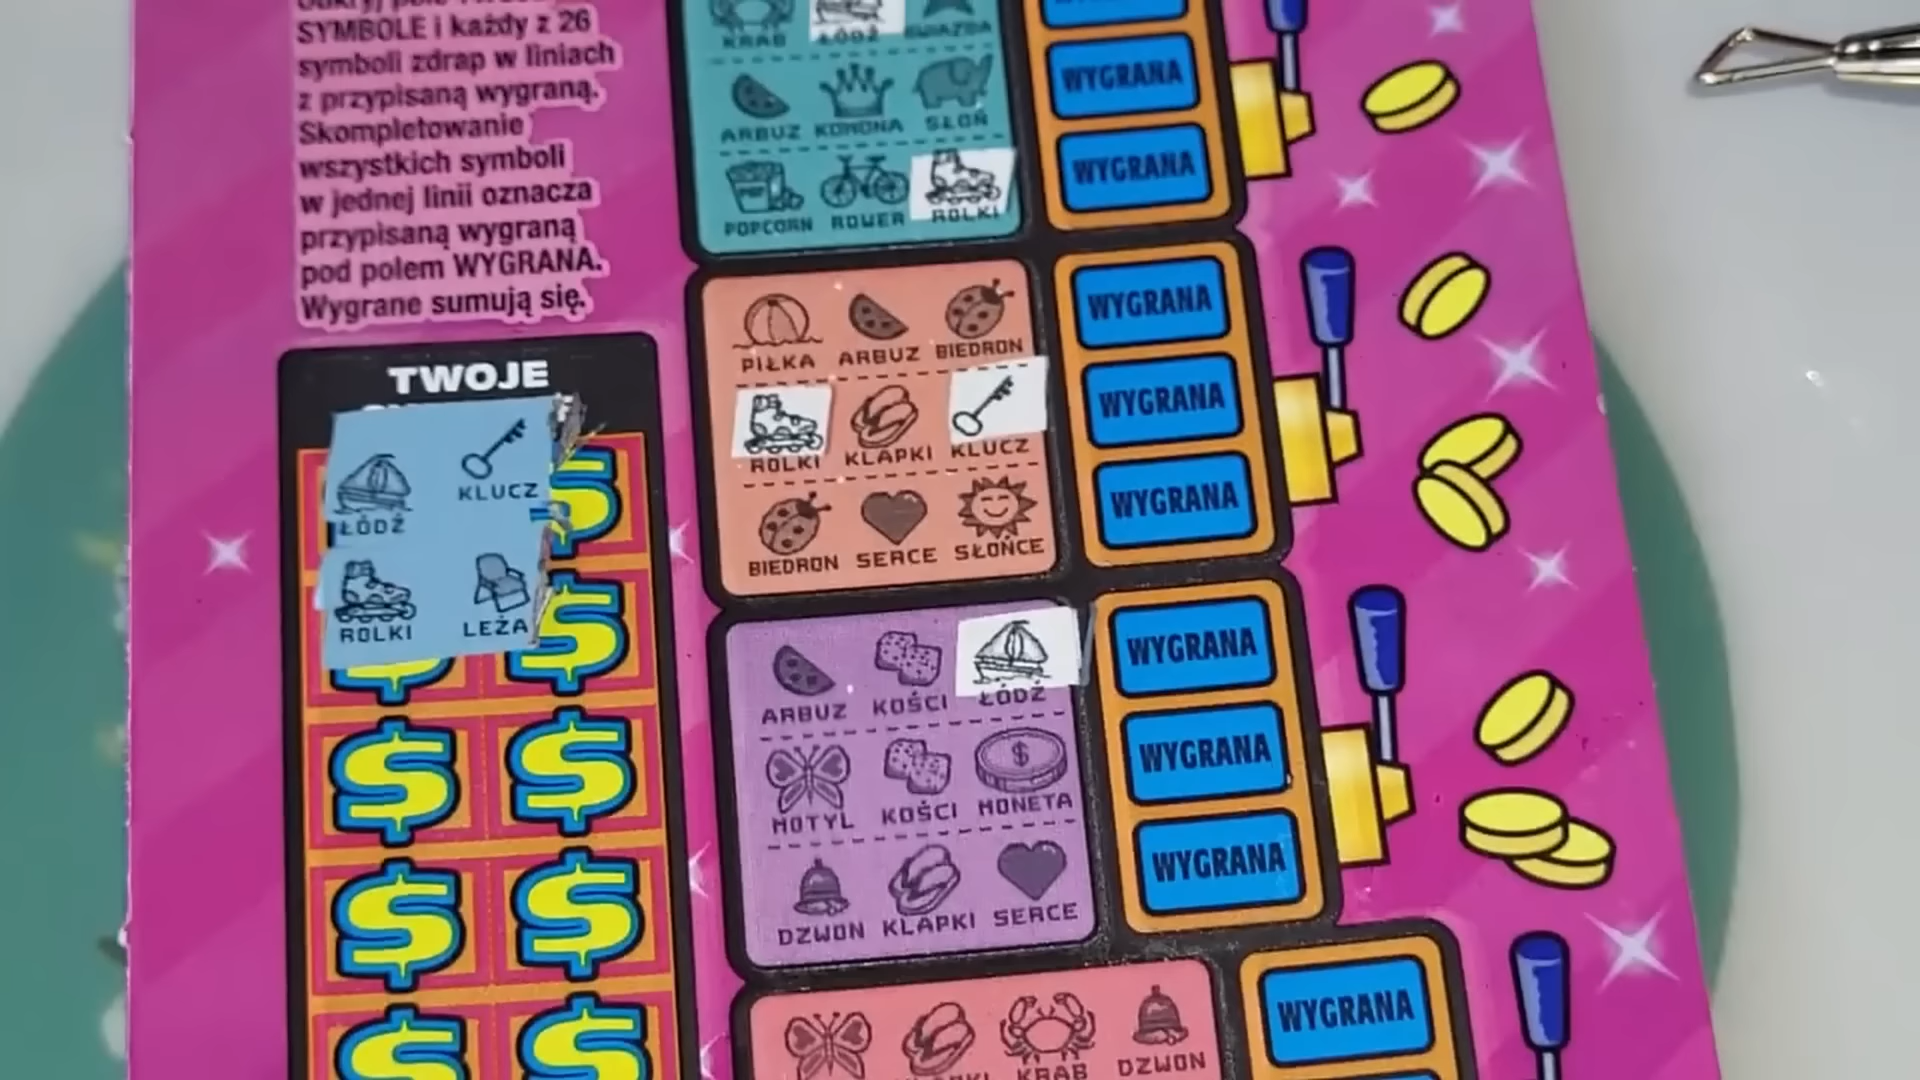 SYMBOLE i każdy z 26
symboli zdrap w liniach
z przypisaną wygraną.
Skompletowanie
wszystkich symboli
w jednej linii oznacza
przypisaną wygraną
pod polem WYGRANA.
Wygrane sumują się.
TWOJE
KLUCZ
ŁÓDŹ
ROLKI LEŻA
KRAB ŁÓDŹ GWIAZDA
ARBUZ KORONA SŁOŃ
POPCORN ROWER ROLKI
WYGRANA
WYGRANA
PIŁKA ARBUZ BIEDRON
ROLKI KLAPKI KLUCZ
BIEDRON SERCE SŁOŃCE
WYGRANA
WYGRANA
WYGRANA
ARBUZ KOŚCI ŁÓDŹ
MOTYL KOŚCI MONETA
DZWON KLAPKI SERCE
WYGRANA
WYGRANA
WYGRANA
KRAB DZWON
WYGRANA